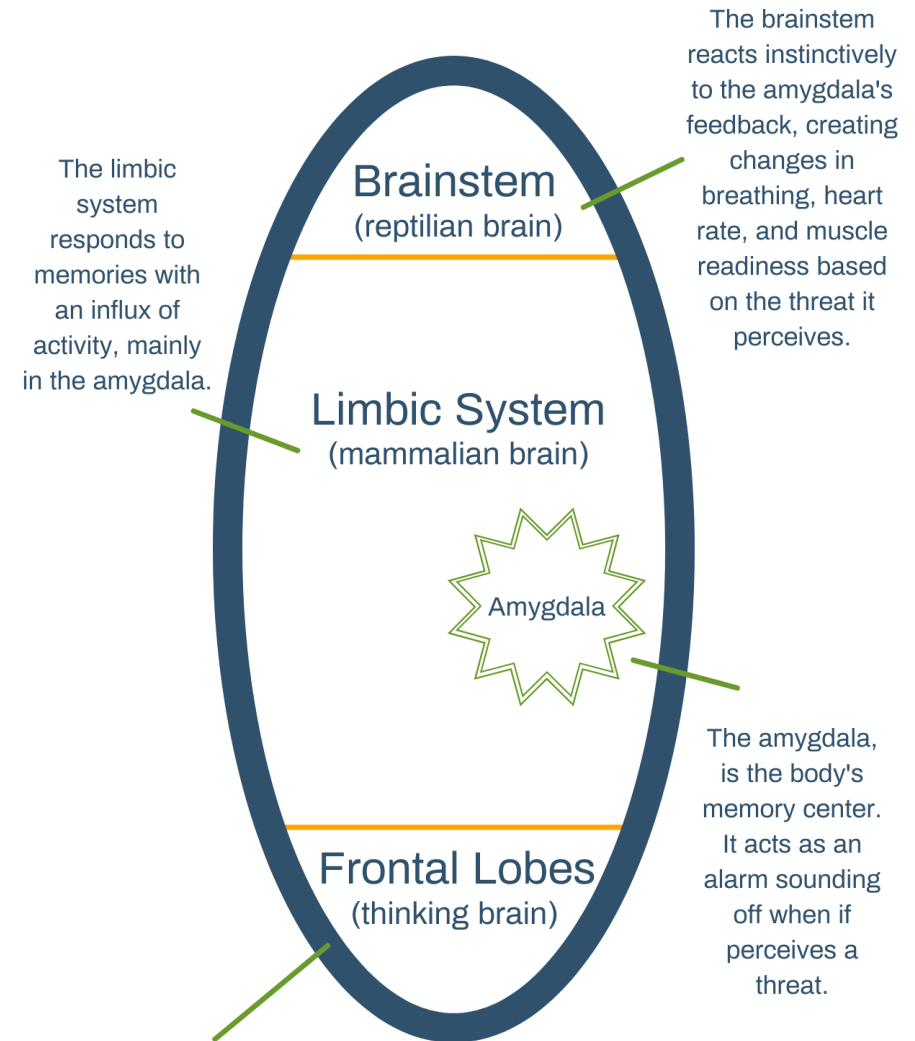 The brainstem
reacts instinctively
to the amygdala's
feedback, creating
changes in
breathing, heart
rate, and muscle
readiness based
on the threat it
perceives.
The limbic
system
responds to
memories with
an influx of
activity, mainly
in the amygdala.
Brainstem
(reptilian brain)
Limbic System
(mammalian brain)
Amygdala
The amygdala,
is the body's
memory center.
It acts as an
alarm sounding
off when if
perceives a
threat.
Frontal Lobes
(thinking brain)